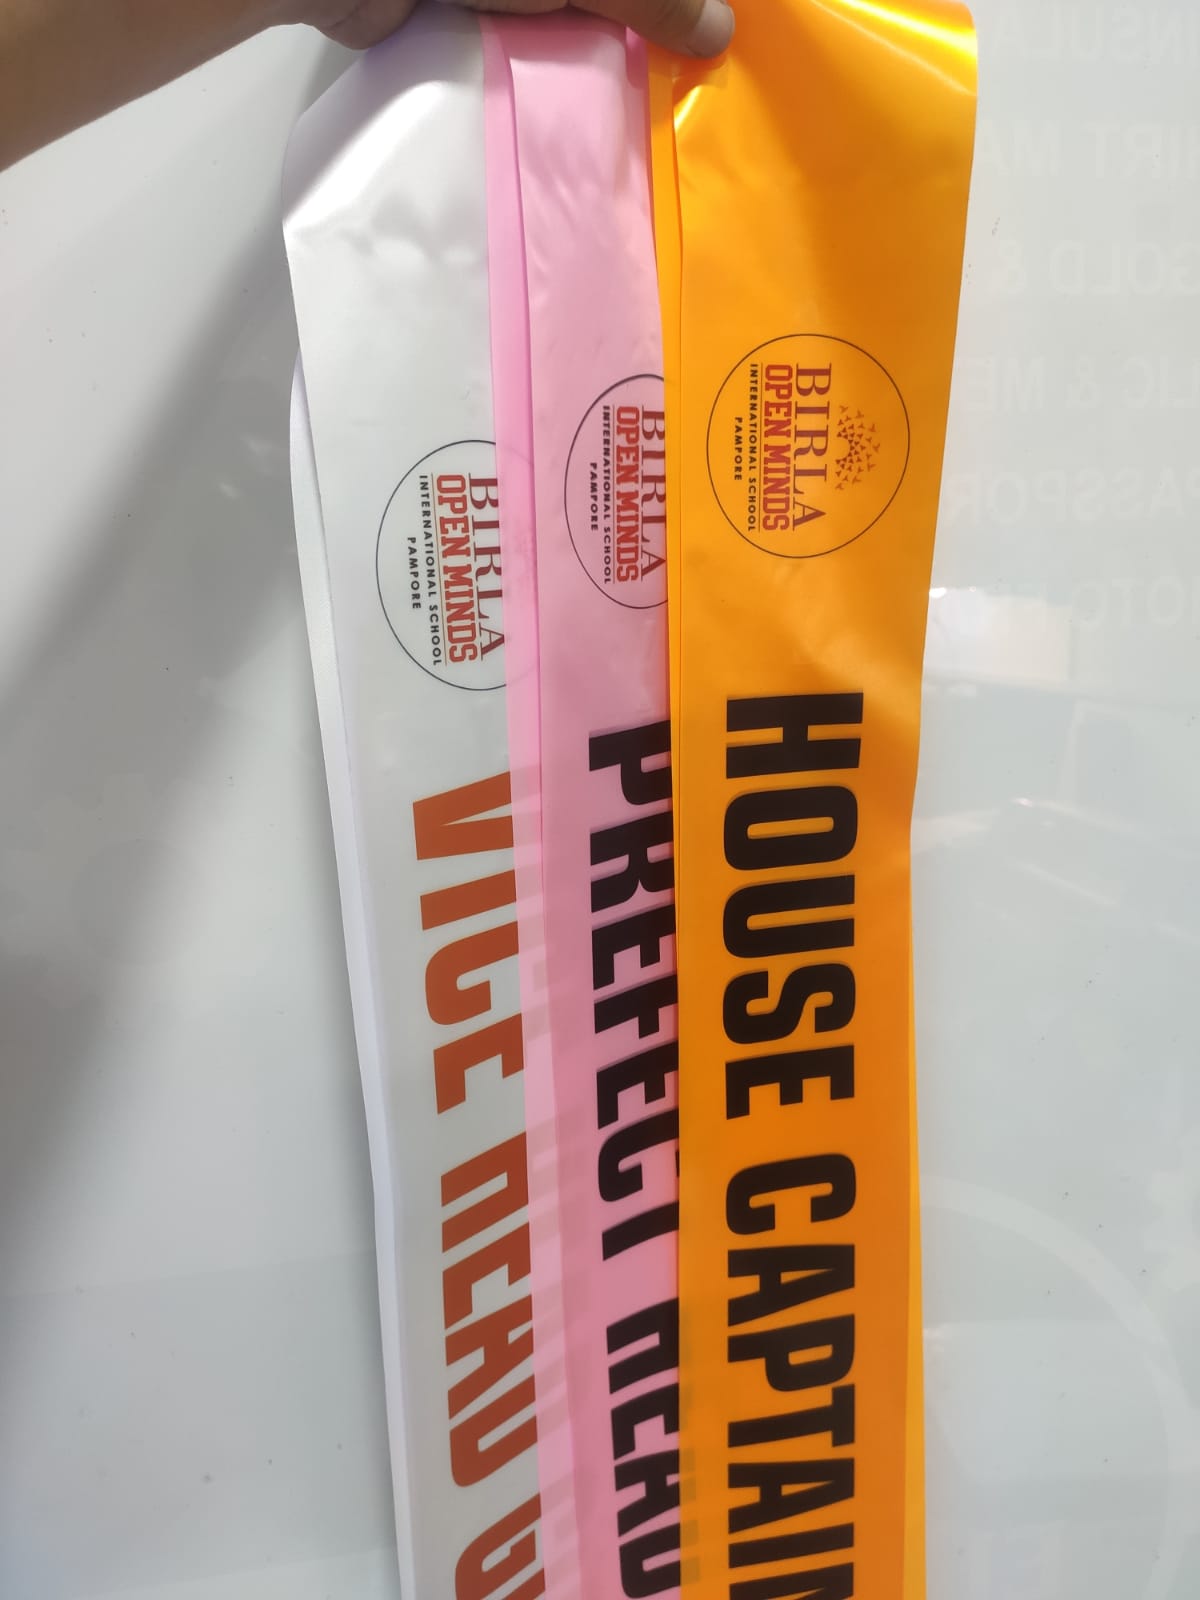 BIRLA
OPEN MINDS
INTERNATIONAL SCHOOL
PAMPORE
VICE HEAD
BIRLA
OPEN MINDS
INTERNATIONAL SCHOOL
PAMPORE
PREFECT HEAD
BIRLA
OPEN MINDS
INTERNATIONAL SCHOOL
PAMPORE
HOUSE CAPTAIN